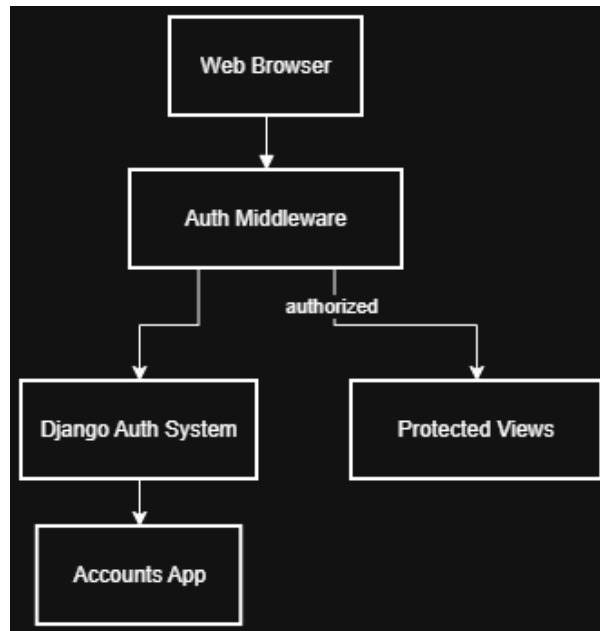 Web Browser
Auth Middleware
authorized
Django Auth System
Protected Views
Accounts App